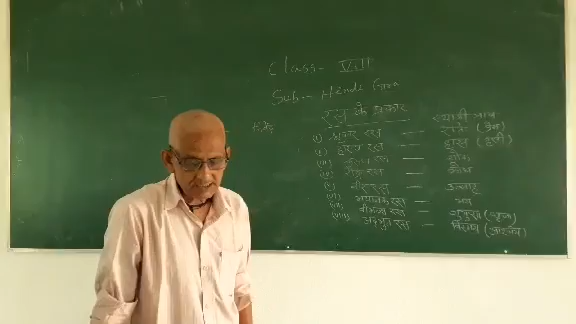 Class - VIII
Sub:- Hindi
रस के प्रकार
स्थायी भाव
(i) श्रृंगार रस — रति (प्रेम)
(ii) हास्य रस — हास (हँसी)
(iii) करुण रस — शोक
(iv) रौद्र रस — क्रोध
(v) वीर रस — उत्साह
(vi) भयानक रस — भय
(vii) वीभत्स रस — जुगुप्सा (घृणा)
(viii) अद्भुत रस — विस्मय (आश्चर्य)